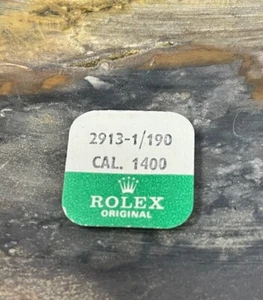 2913-1/190
CAL. 1400
ROLEX
ORIGINAL